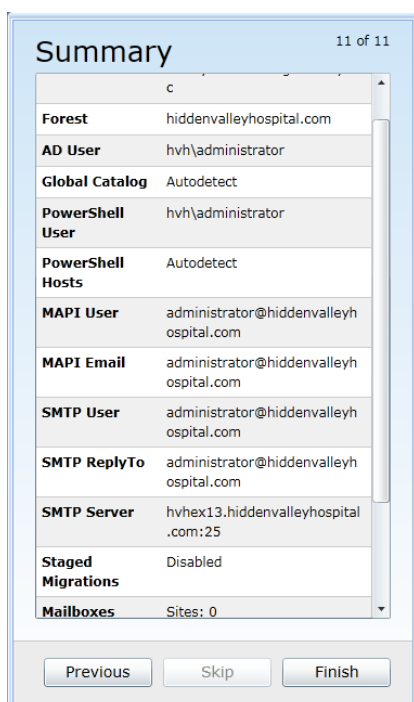 Summary
11 of 11
c
Forest hiddenvalleyhospital.com
AD User hvh\administrator
Global Catalog Autodetect
PowerShell hvh\administrator
User
PowerShell Autodetect
Hosts
MAPI User administrator@hiddenvalleyh
ospital.com
MAPI Email administrator@hiddenvalleyh
ospital.com
SMTP User administrator@hiddenvalleyh
ospital.com
SMTP ReplyTo administrator@hiddenvalleyh
ospital.com
SMTP Server hvhex13.hiddenvalleyhospital
.com:25
Staged Disabled
Migrations
Mailboxes Sites: 0
Previous Skip Finish